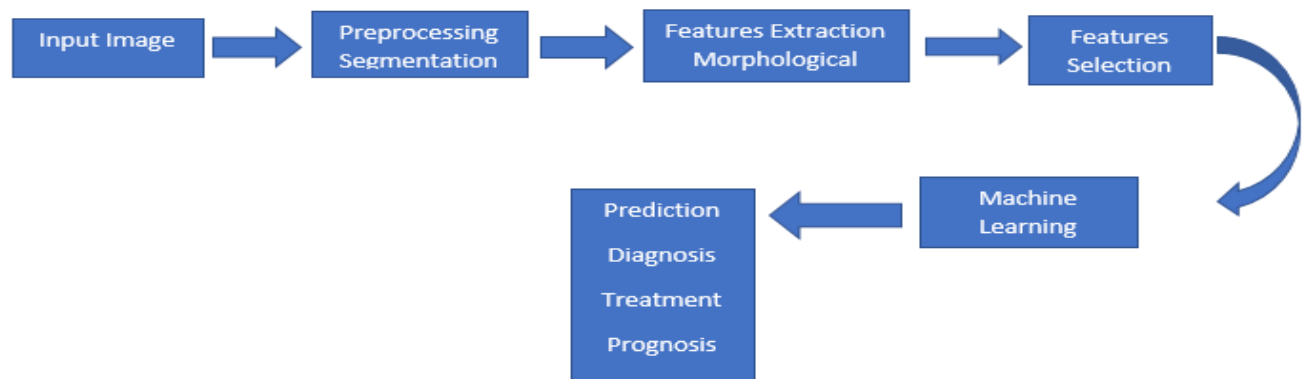 Input Image
Preprocessing
Segmentation
Features Extraction
Morphological
Features
Selection
Machine
Learning
Prediction
Diagnosis
Treatment
Prognosis